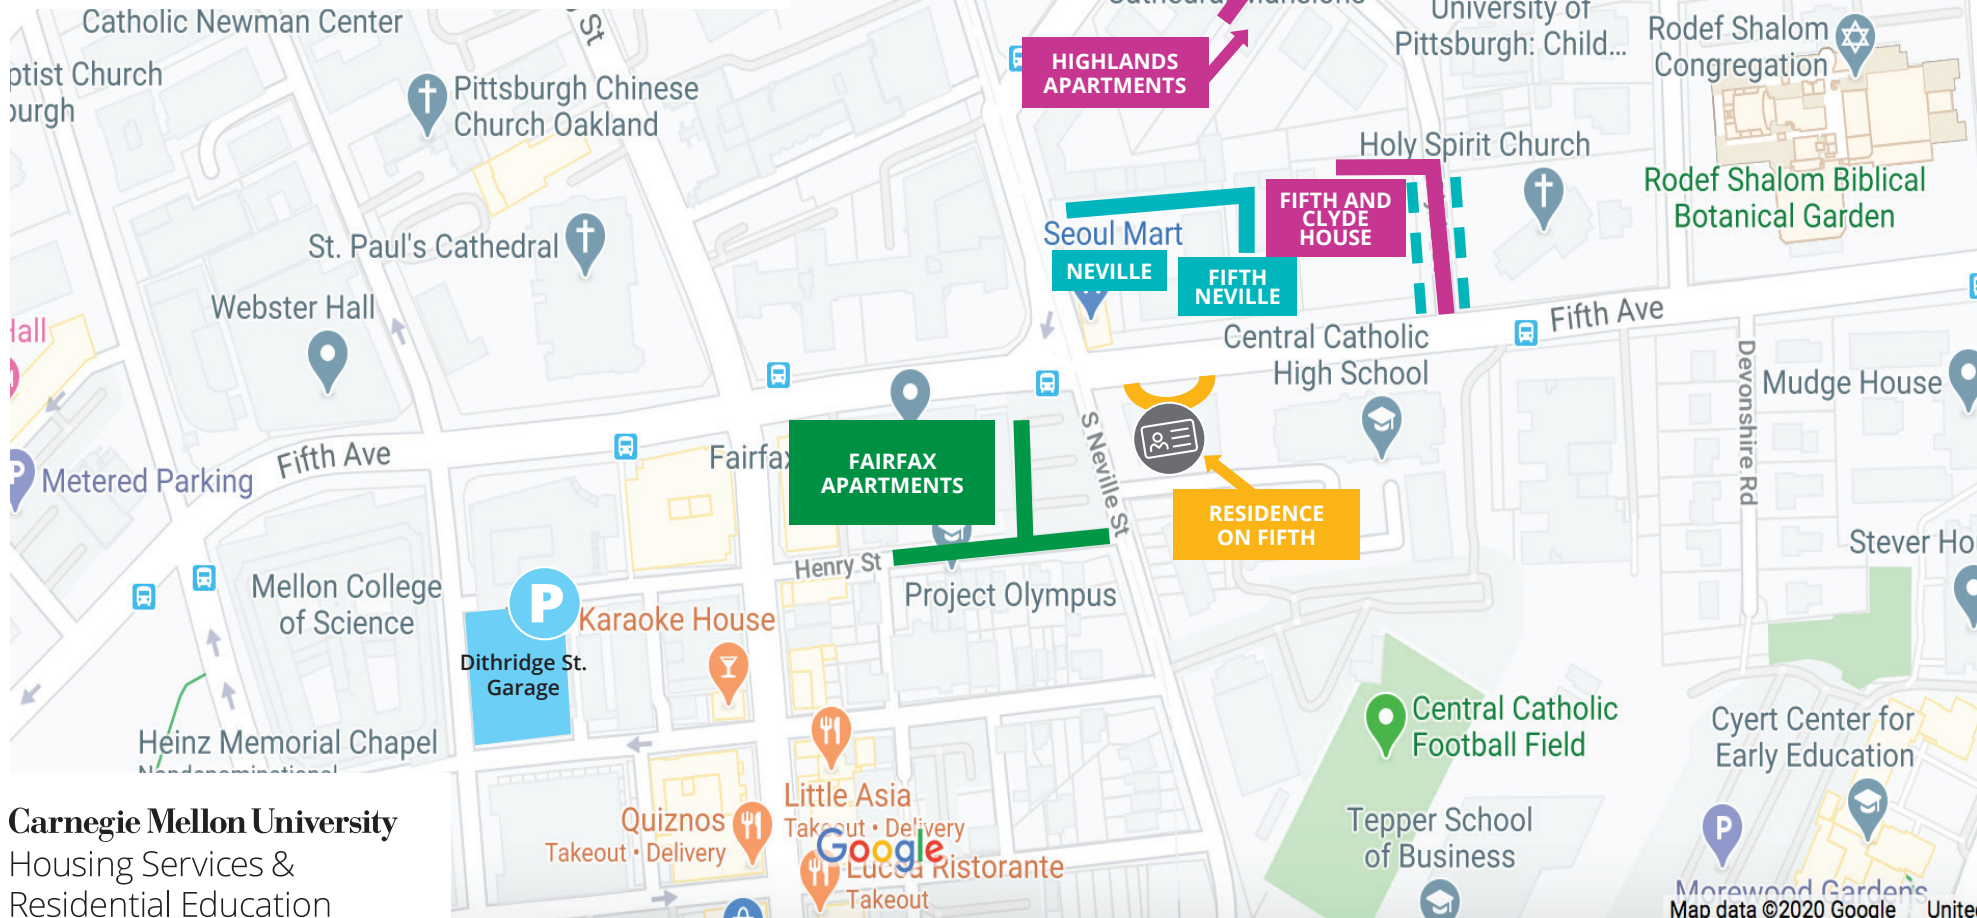 Catholic Newman Center
St
University of
Pittsburgh: Child...
Rodef Shalom
Congregation
HIGHLANDS
APARTMENTS
ptist Church
Pittsburgh Chinese
Church Oakland
Holy Spirit Church
Rodef Shalom Biblical
Botanical Garden
FIFTH AND
CLYDE
HOUSE
St. Paul's Cathedral
Seoul Mart
NEVILLE
FIFTH
NEVILLE
Webster Hall
Hall
Fifth Ave
Central Catholic
High School
Devonshire Rd
Mudge House
Fifth Ave
Metered Parking
Fairfax
FAIRFAX
APARTMENTS
S Neville St
RESIDENCE
ON FIFTH
Henry St
Project Olympus
Stever Ho
Mellon College
of Science
P
Karaoke House
Dithridge St.
Garage
Heinz Memorial Chapel
Nondenominational
Central Catholic
Football Field
Cyert Center for
Early Education
Little Asia
Takeout • Delivery
Quiznos
Takeout • Delivery
Google
Lucca Ristorante
Takeout
Tepper School
of Business
P
Morewood Gardens
Map data ©2020 Google
Unite
Carnegie Mellon University
Housing Services &
Residential Education